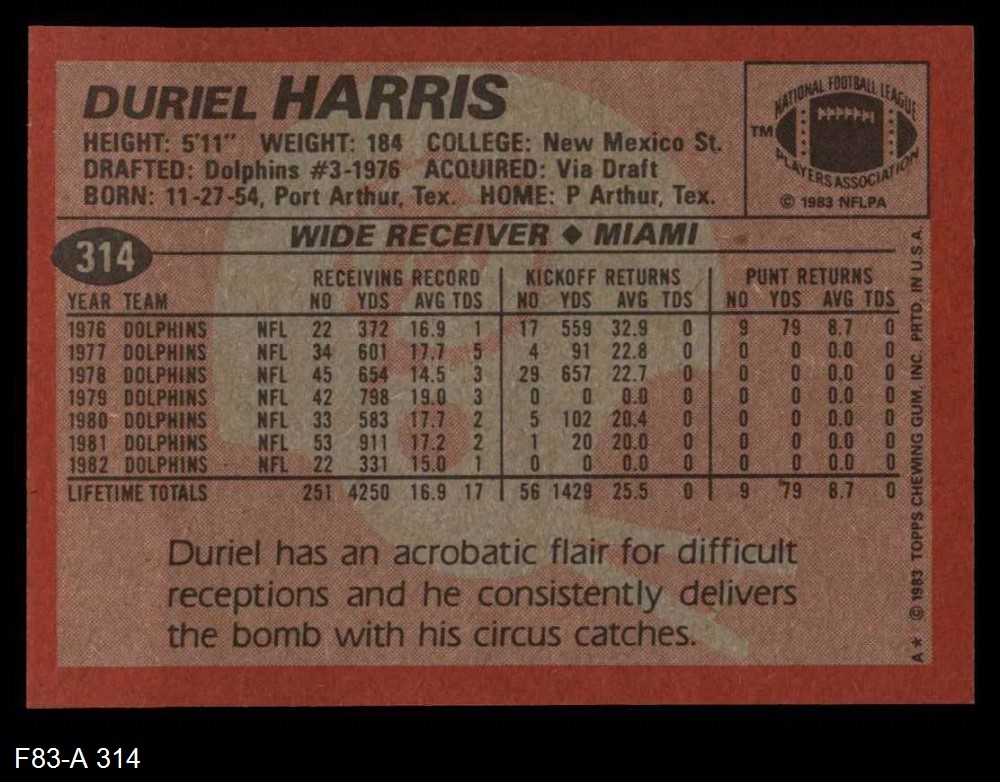 DURIEL HARRIS
HEIGHT: 5'11" WEIGHT: 184 COLLEGE: New Mexico St.
DRAFTED: Dolphins #3-1976 ACQUIRED: Via Draft
BORN: 11-27-54, Port Arthur, Tex. HOME: P Arthur, Tex.
NATIONAL FOOTBALL LEAGUE
TM
PLAYERS ASSOCIATION
© 1983 NFLPA
314
WIDE RECEIVER ♦ MIAMI
RECEIVING RECORD KICKOFF RETURNS PUNT RETURNS
YEAR TEAM NO YDS AVG TDS NO YDS AVG TDS NO YDS AVG TDS
1976 DOLPHINS NFL 22 372 16.9 1 17 559 32.9 0 9 79 8.7 0
1977 DOLPHINS NFL 34 601 17.7 5 4 91 22.8 0 0 0 0.0 0
1978 DOLPHINS NFL 45 654 14.5 3 29 657 22.7 0 0 0 0.0 0
1979 DOLPHINS NFL 42 798 19.0 3 0 0 0.0 0 0 0 0.0 0
1980 DOLPHINS NFL 33 583 17.7 2 5 102 20.4 0 0 0 0.0 0
1981 DOLPHINS NFL 53 911 17.2 2 1 20 20.0 0 0 0 0.0 0
1982 DOLPHINS NFL 22 331 15.0 1 0 0 0.0 0 0 0 0.0 0
LIFETIME TOTALS 251 4250 16.9 17 56 1429 25.5 0 9 79 8.7 0
Duriel has an acrobatic flair for difficult
receptions and he consistently delivers
the bomb with his circus catches.
A* © 1983 TOPPS CHEWING GUM, INC. PRTD. IN U.S.A.
F83-A 314